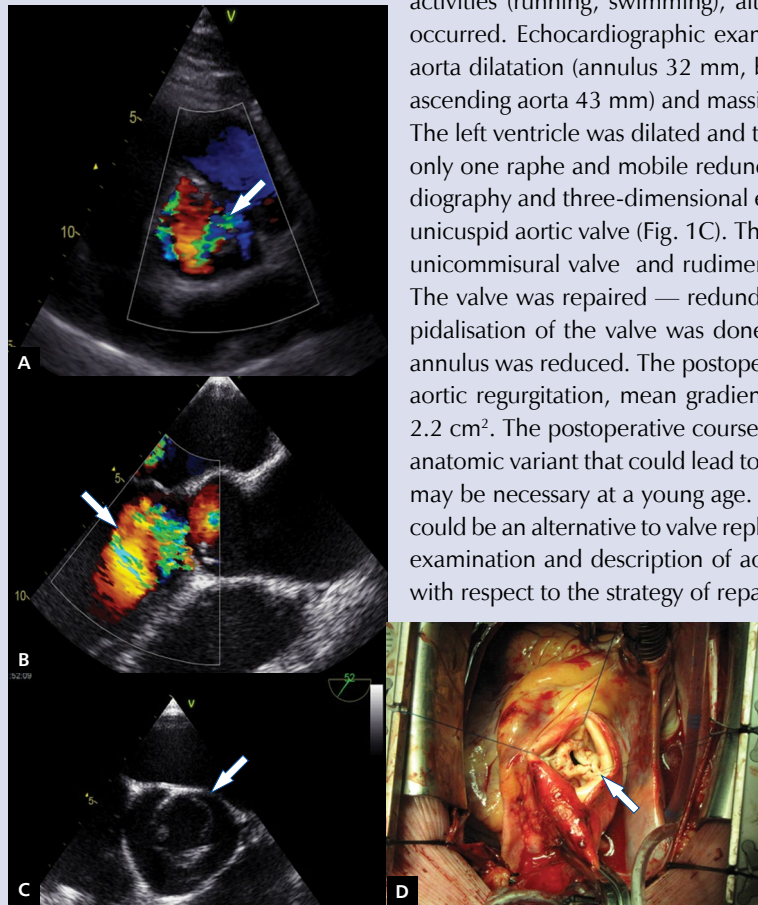 activities (running, swimming), alt
occurred. Echocardiographic exam
aorta dilatation (annulus 32 mm, b
ascending aorta 43 mm) and massi
The left ventricle was dilated and t
only one raphe and mobile redun
diography and three-dimensional e
unicuspid aortic valve (Fig. 1C). Th
unicommisural valve and rudimer
The valve was repaired — redund
pidalisation of the valve was done
annulus was reduced. The postope
aortic regurgitation, mean gradien
2.2 cm². The postoperative course
anatomic variant that could lead to
may be necessary at a young age.
could be an alternative to valve repl
examination and description of ao
with respect to the strategy of repa
V
5
10
A
5
10
B
:52:09
52
V
5
C
D